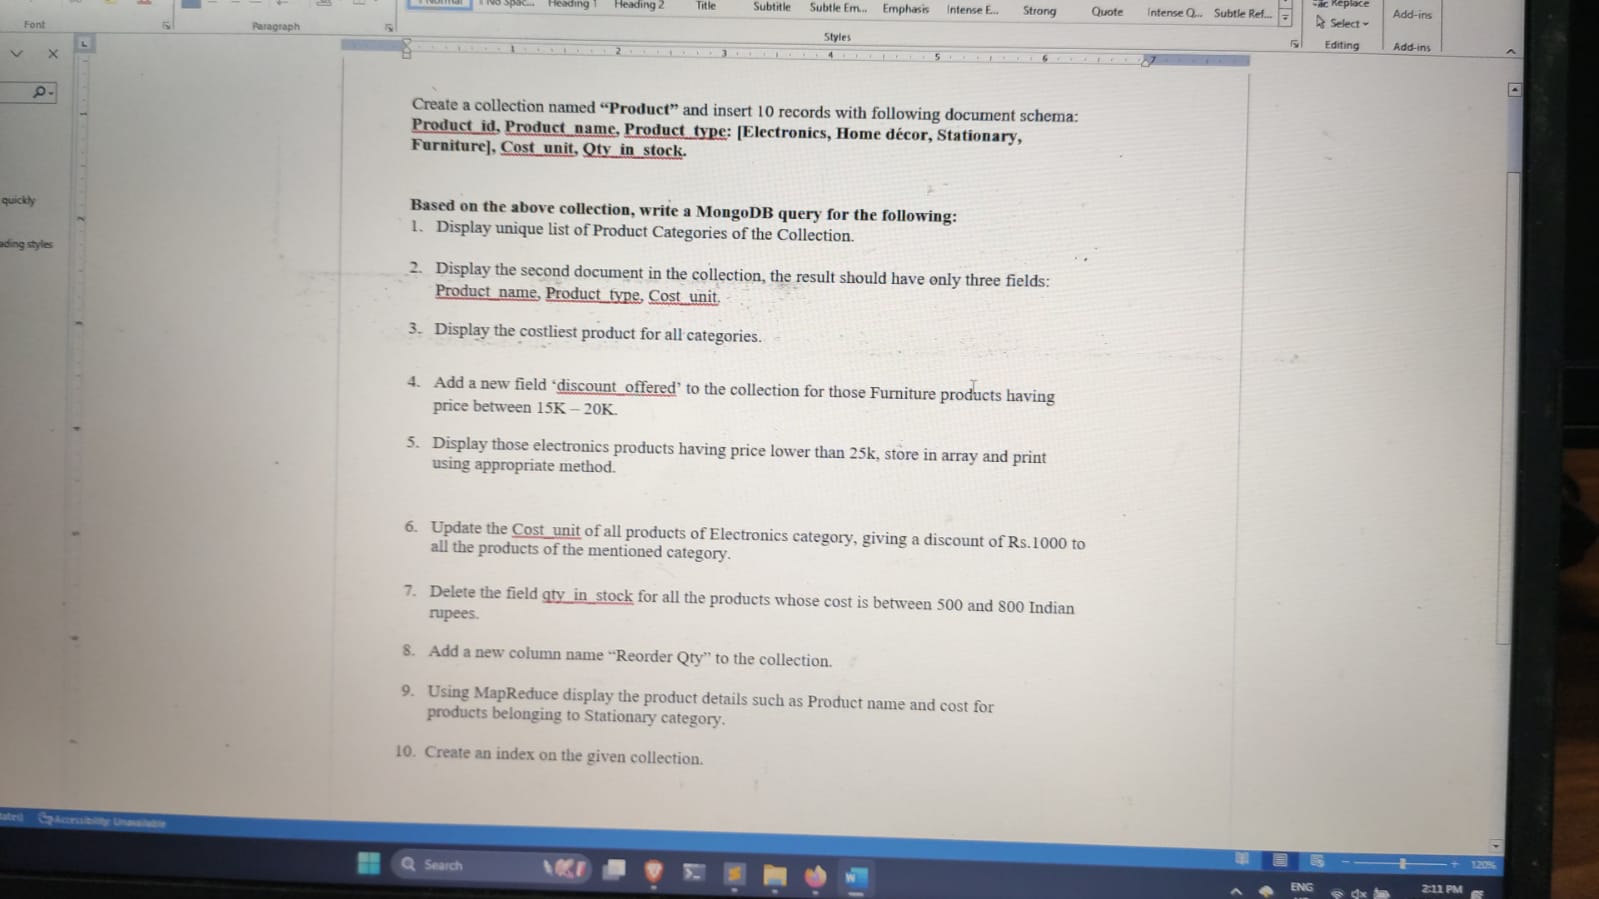 Normal No Spac... Heading 1 Heading 2 Title Subtitle Subtle Em... Emphasis Intense E... Strong Quote Intense Q... Subtle Ref...
Replace
Select
Add-ins
Font Paragraph Styles Editing Add-ins
1 2 3 4 5 6 7
Create a collection named “Product” and insert 10 records with following document schema:
Product_id, Product_name, Product_type: [Electronics, Home décor, Stationary,
Furniture], Cost_unit, Qty_in_stock.
quickly
ading styles
Based on the above collection, write a MongoDB query for the following:
1. Display unique list of Product Categories of the Collection.
2. Display the second document in the collection, the result should have only three fields:
Product_name, Product_type, Cost_unit.
3. Display the costliest product for all categories.
4. Add a new field ‘discount_offered’ to the collection for those Furniture products having
price between 15K – 20K.
5. Display those electronics products having price lower than 25k, store in array and print
using appropriate method.
6. Update the Cost_unit of all products of Electronics category, giving a discount of Rs.1000 to
all the products of the mentioned category.
7. Delete the field qty_in_stock for all the products whose cost is between 500 and 800 Indian
rupees.
8. Add a new column name “Reorder Qty” to the collection.
9. Using MapReduce display the product details such as Product name and cost for
products belonging to Stationary category.
10. Create an index on the given collection.
Accessibility: Unavailable
120%
Search
ENG
2:11 PM